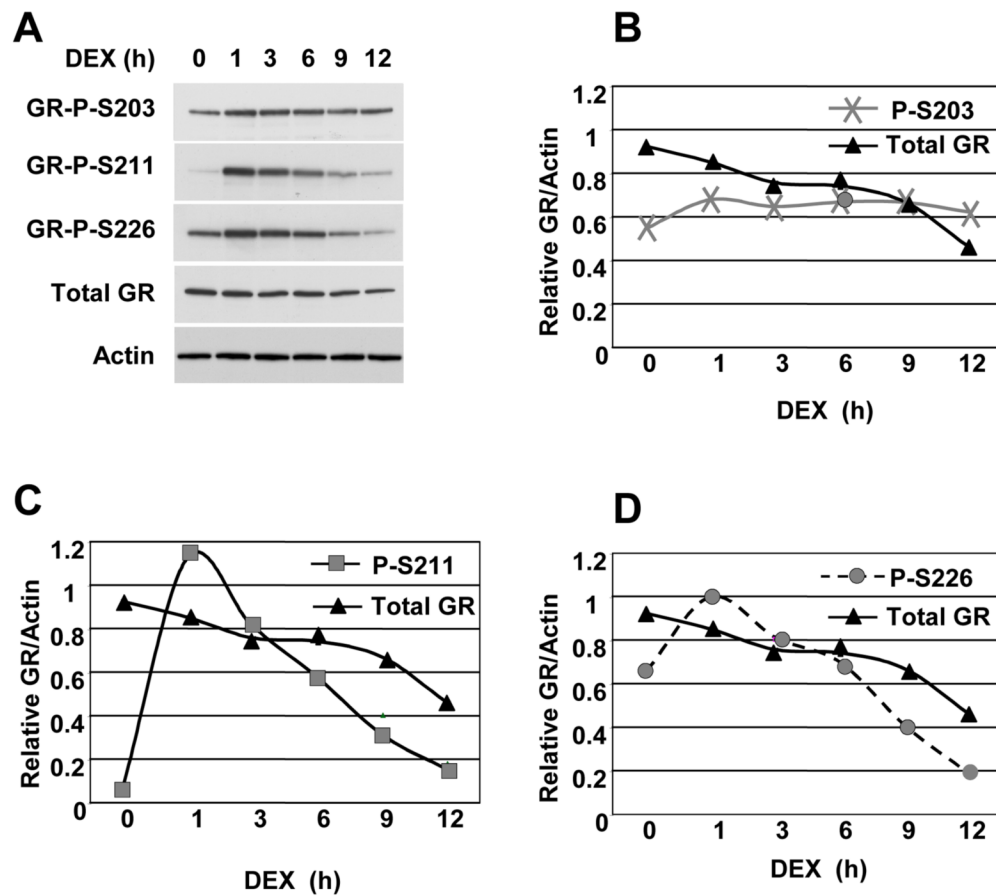 A
DEX (h) 0 1 3 6 9 12
GR-P-S203
GR-P-S211
GR-P-S226
Total GR
Actin
B
Relative GR/Actin
1.2
1
0.8
0.6
0.4
0.2
0
P-S203
Total GR
0 1 3 6 9 12
DEX (h)
C
Relative GR/Actin
1.2
1
0.8
0.6
0.4
0.2
0
P-S211
Total GR
0 1 3 6 9 12
DEX (h)
D
Relative GR/Actin
1.2
1
0.8
0.6
0.4
0.2
0
P-S226
Total GR
0 1 3 6 9 12
DEX (h)